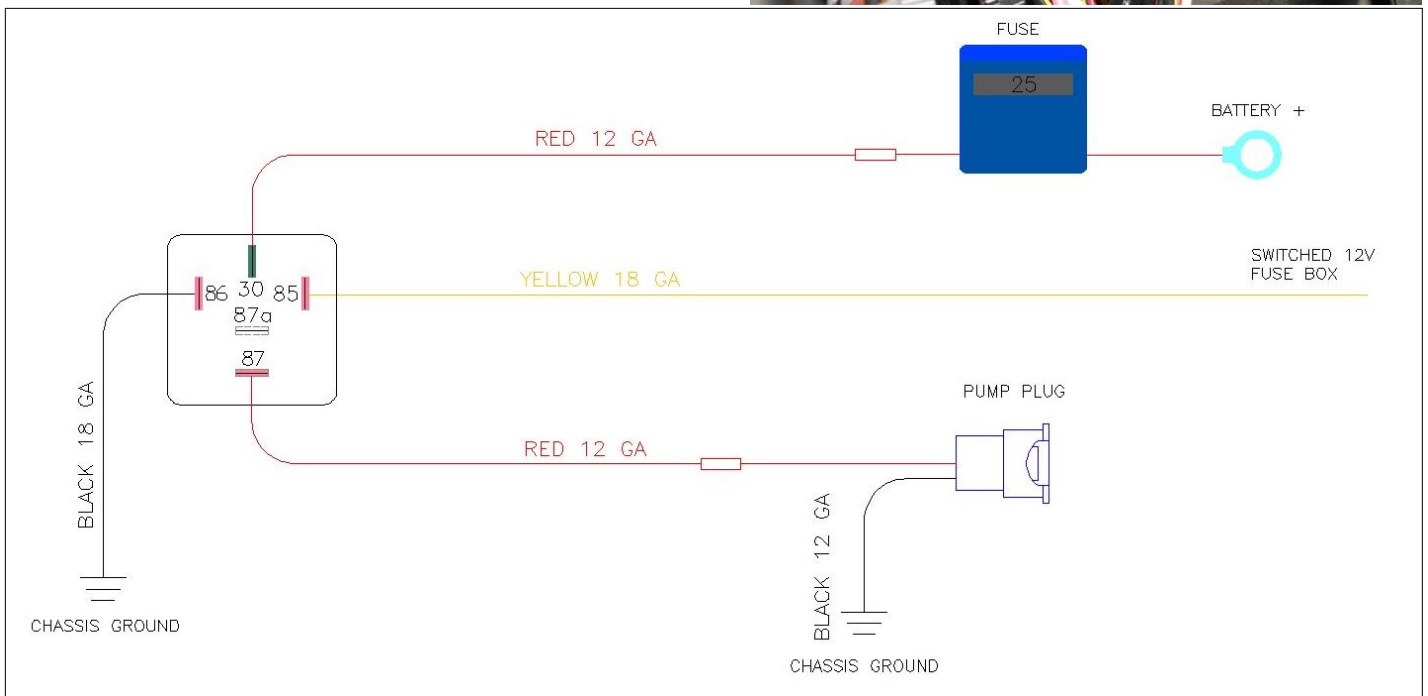 FUSE
25
BATTERY +
RED 12 GA
SWITCHED 12V
FUSE BOX
YELLOW 18 GA
86 30 85
87a
87
PUMP PLUG
BLACK 18 GA
RED 12 GA
BLACK 12 GA
CHASSIS GROUND
CHASSIS GROUND